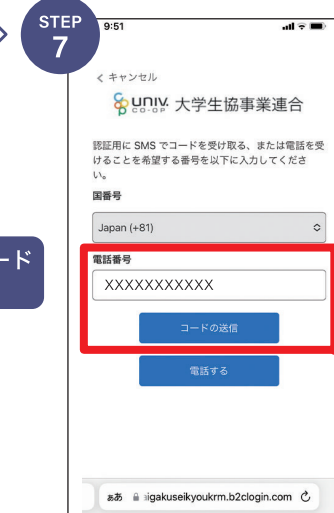 STEP
7
9:51
キャンセル
univ.
CO-OP
大学生協事業連合
認証用に SMS でコードを受け取る、または電話を受
けることを希望する番号を以下に入力してくださ
い。
国番号
Japan (+81)
ード
電話番号
XXXXXXXXXXX
コードの送信
電話する
ああ
igakuseikyoukrm.b2clogin.com